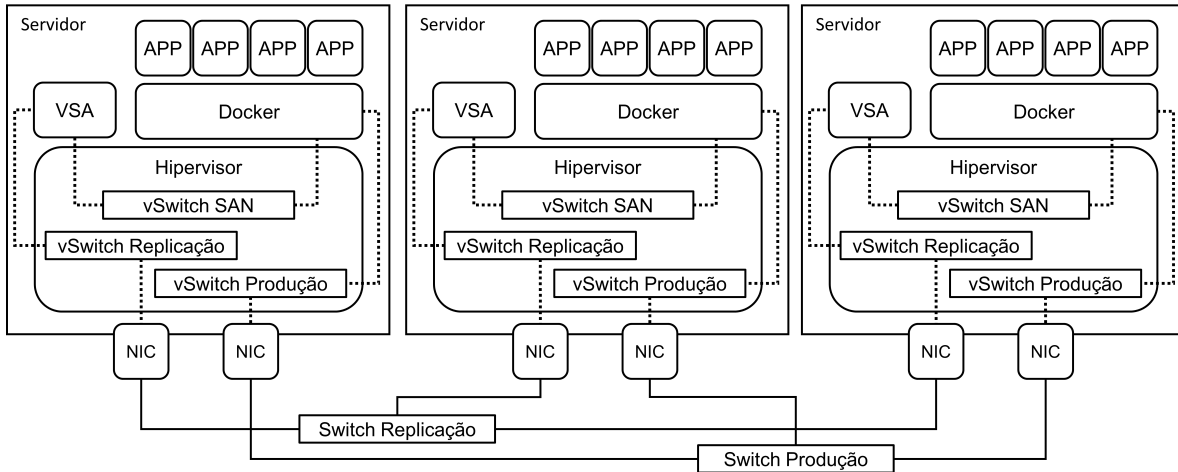 Servidor
APP APP APP APP
VSA
Docker
Hipervisor
vSwitch SAN
vSwitch Replicação
vSwitch Produção
NIC
NIC
Servidor
APP APP APP APP
VSA
Docker
Hipervisor
vSwitch SAN
vSwitch Replicação
vSwitch Produção
NIC
NIC
Servidor
APP APP APP APP
VSA
Docker
Hipervisor
vSwitch SAN
vSwitch Replicação
vSwitch Produção
NIC
NIC
Switch Replicação
Switch Produção